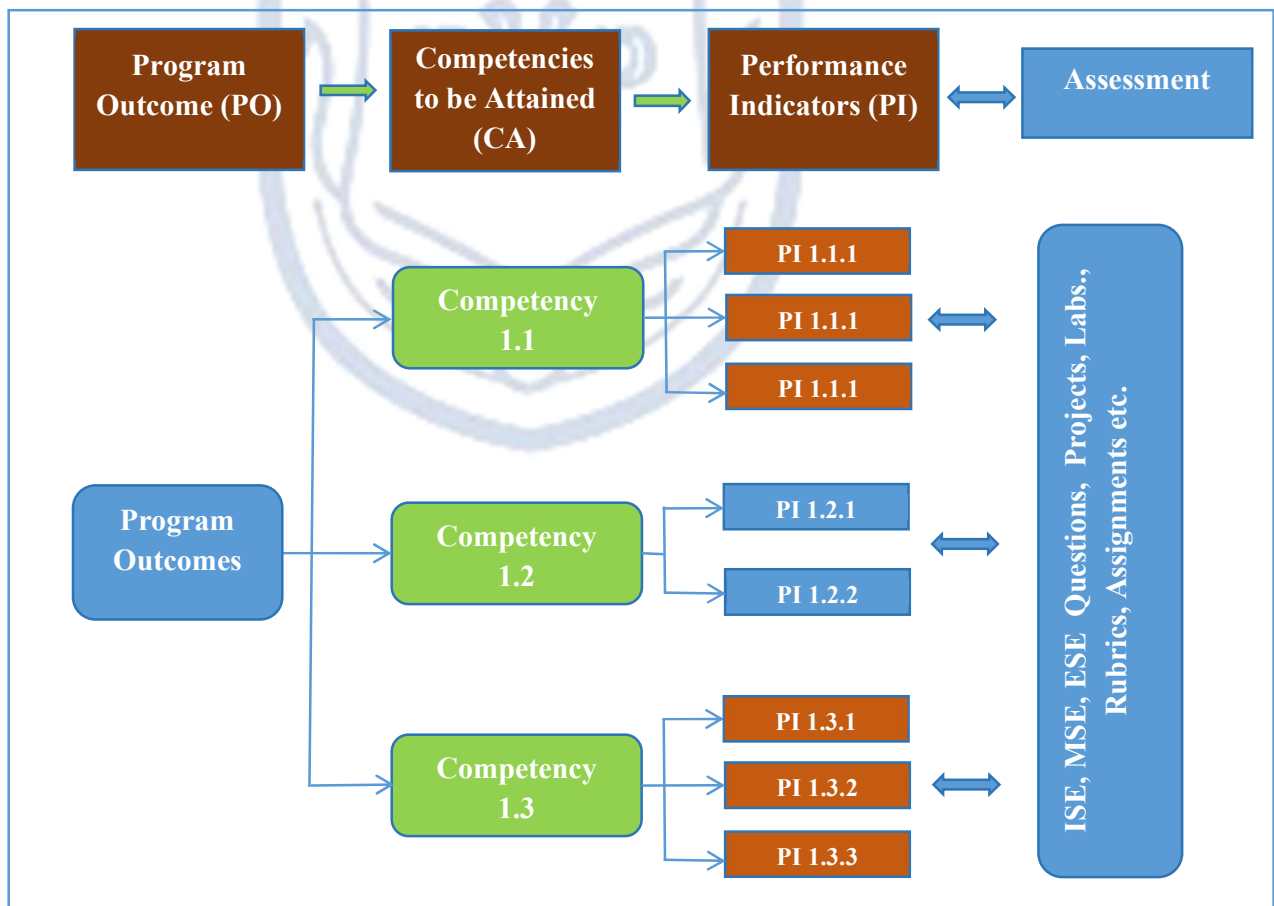 Program
Outcome (PO)
Competencies
to be Attained
(CA)
Performance
Indicators (PI)
Assessment
Competency
1.1
PI 1.1.1
PI 1.1.1
PI 1.1.1
Program
Outcomes
Competency
1.2
PI 1.2.1
PI 1.2.2
Competency
1.3
PI 1.3.1
PI 1.3.2
PI 1.3.3
ISE, MSE, ESE Questions, Projects, Labs.,
Rubrics, Assignments etc.